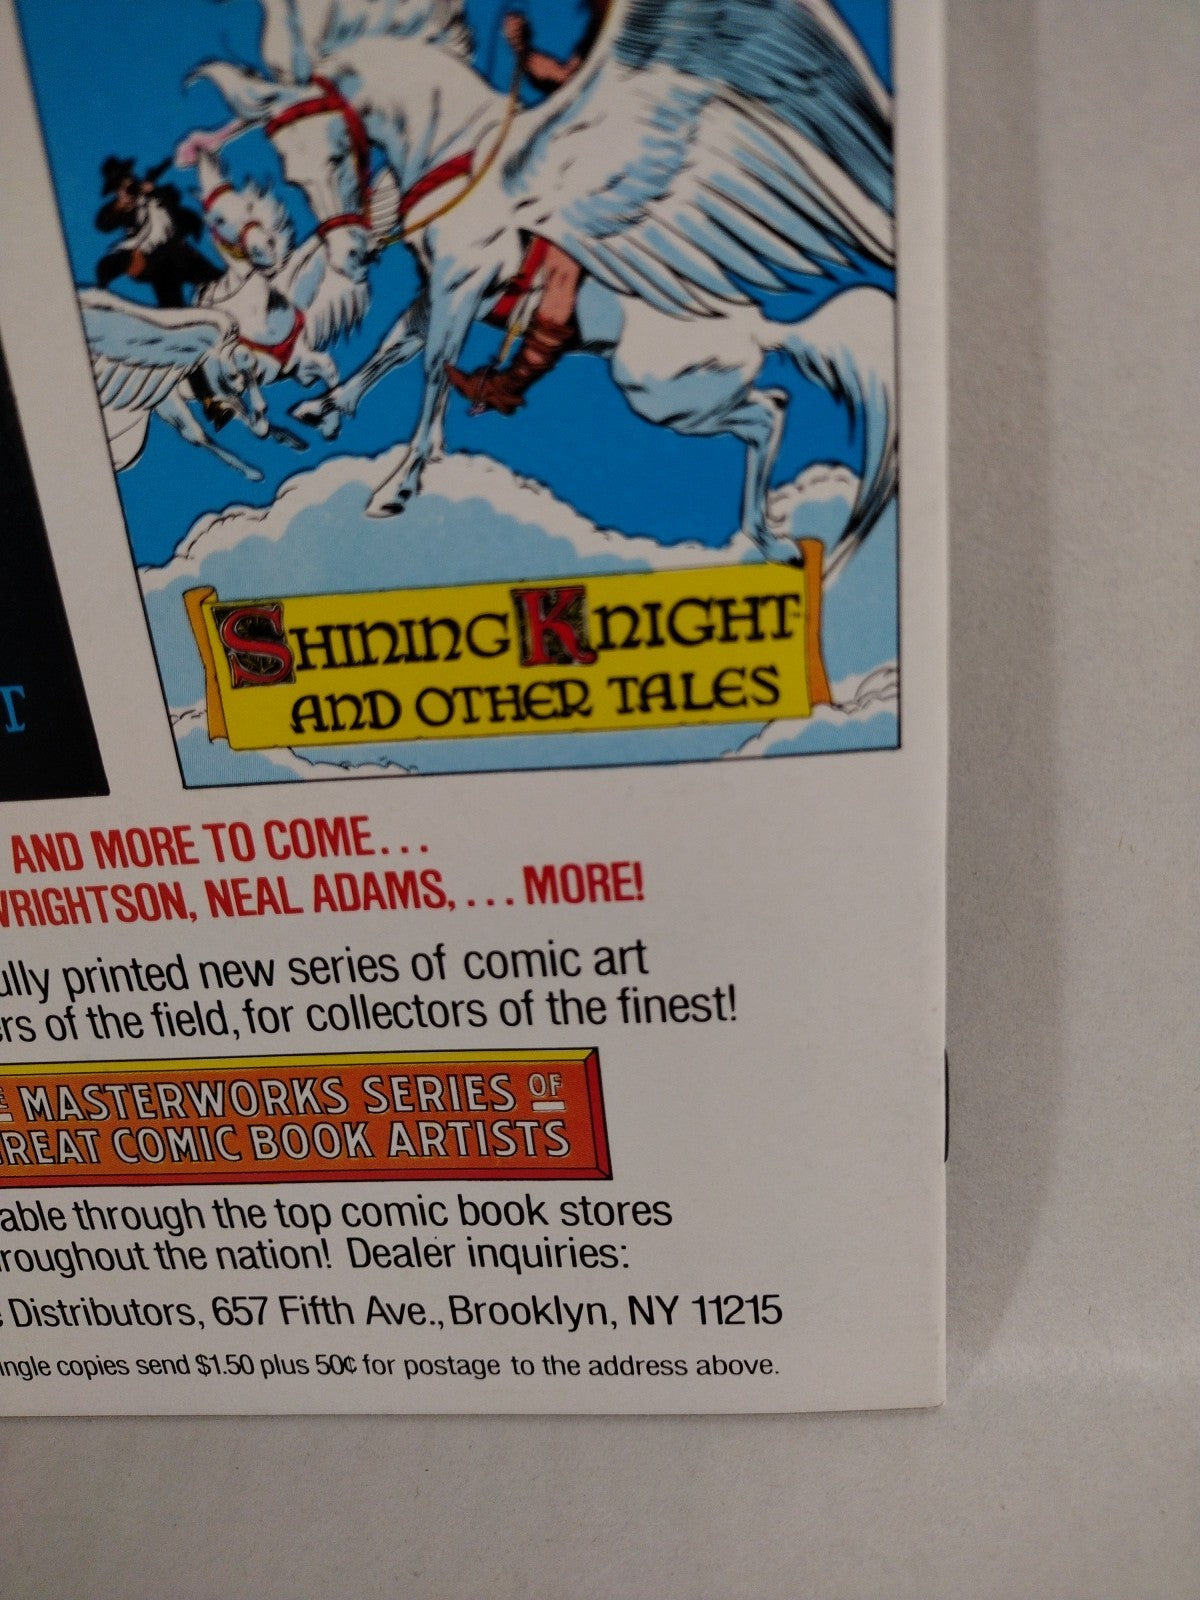 SHINING KNIGHT
AND OTHER TALES
T
AND MORE TO COME...
WRIGHTSON, NEAL ADAMS,...MORE!
ully printed new series of comic art
ers of the field, for collectors of the finest!
E MASTERWORKS SERIES OF
REAT COMIC BOOK ARTISTS
able through the top comic book stores
roughout the nation! Dealer inquiries:
e Distributors, 657 Fifth Ave., Brooklyn, NY 11215
ingle copies send $1.50 plus 50¢ for postage to the address above.